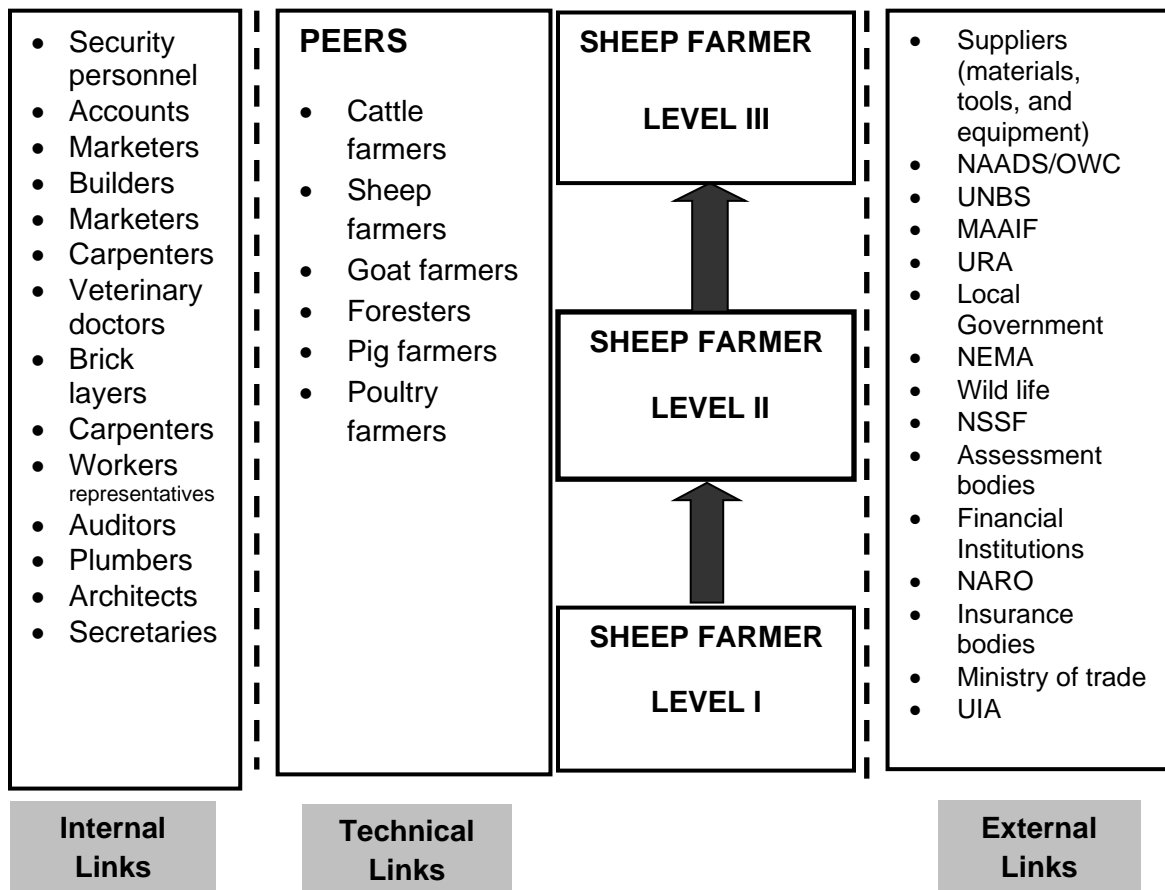 • Security
personnel
• Accounts
• Marketers
• Builders
• Marketers
• Carpenters
• Veterinary
doctors
• Brick
layers
• Carpenters
• Workers
representatives
• Auditors
• Plumbers
• Architects
• Secretaries
Internal
Links
PEERS
• Cattle
farmers
• Sheep
farmers
• Goat farmers
• Foresters
• Pig farmers
• Poultry
farmers
Technical
Links
SHEEP FARMER
LEVEL III
SHEEP FARMER
LEVEL II
SHEEP FARMER
LEVEL I
• Suppliers
(materials,
tools, and
equipment)
• NAADS/OWC
• UNBS
• MAAIF
• URA
• Local
Government
• NEMA
• Wild life
• NSSF
• Assessment
bodies
• Financial
Institutions
• NARO
• Insurance
bodies
• Ministry of trade
• UIA
External
Links